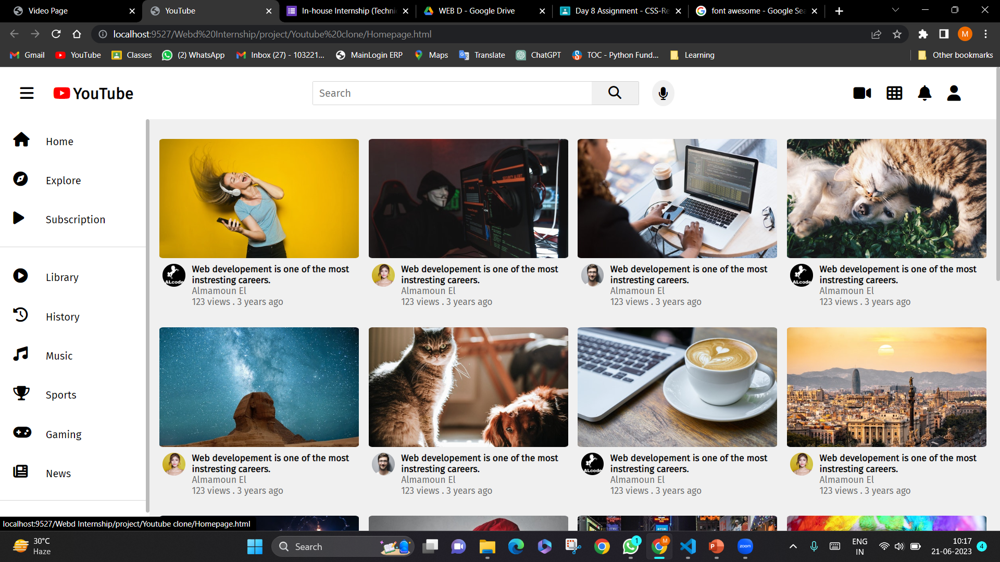 Video Page
YouTube
In-house Internship (Technic
WEB D - Google Drive
Day 8 Assignment - CSS-Re
font awesome - Google Sea
localhost:9527/Webd%20Internship/project/Youtube%20clone/Homepage.html
M
Gmail
YouTube
Classes
(2) WhatsApp
Inbox (27) - 103221...
MainLogin ERP
Maps
Translate
ChatGPT
TOC - Python Fund...
Learning
Other bookmarks
YouTube
Search
Home
Explore
Subscription
Library
History
Music
Sports
Gaming
News
SECURITY ALERT
ALcode
Web developement is one of the most
instresting careers.
Almamoun El
123 views . 3 years ago
Web developement is one of the most
instresting careers.
Almamoun El
123 views . 3 years ago
Web developement is one of the most
instresting careers.
Almamoun El
123 views . 3 years ago
ALcode
Web developement is one of the most
instresting careers.
Almamoun El
123 views . 3 years ago
Web developement is one of the most
instresting careers.
Almamoun El
123 views . 3 years ago
Web developement is one of the most
instresting careers.
Almamoun El
123 views . 3 years ago
ALcode
Web developement is one of the most
instresting careers.
Almamoun El
123 views . 3 years ago
Web developement is one of the most
instresting careers.
Almamoun El
123 views . 3 years ago
localhost:9527/Webd Internship/project/Youtube clone/Homepage.html
30°C
Haze
Search
1
M
zoom
ENG
IN
10:17
21-06-2023
4